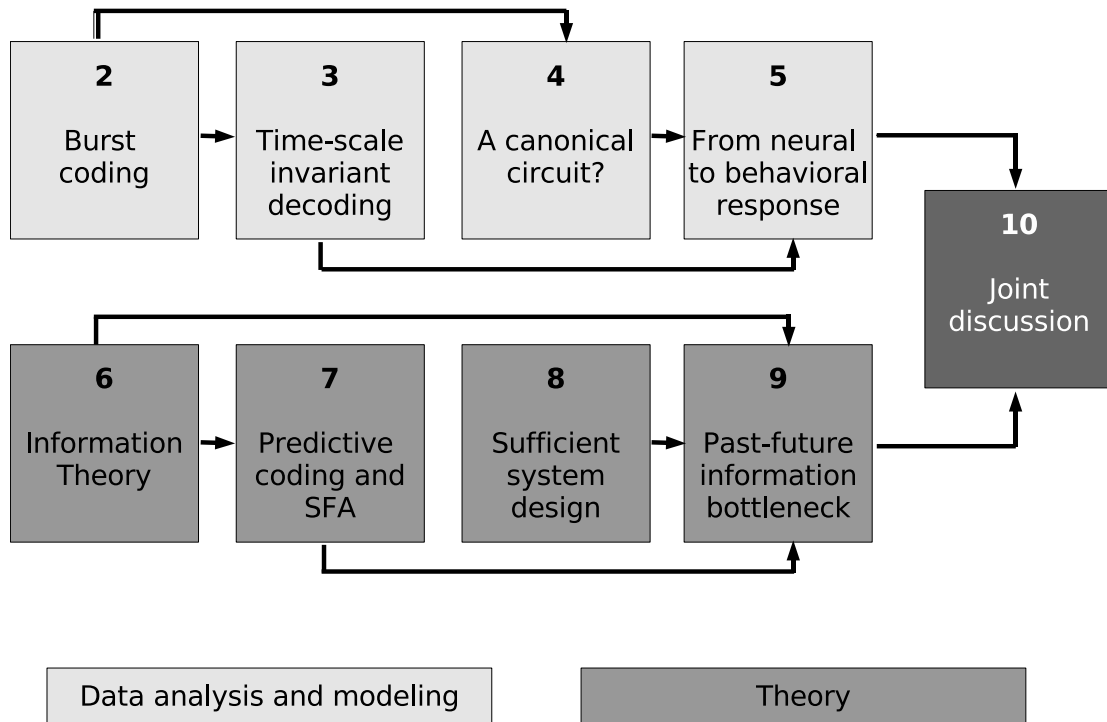 2
Burst
coding
3
Time-scale
invariant
decoding
4
A canonical
circuit?
5
From neural
to behavioral
response
10
Joint
discussion
6
Information
Theory
7
Predictive
coding and
SFA
8
Sufficient
system
design
9
Past-future
information
bottleneck
Data analysis and modeling
Theory